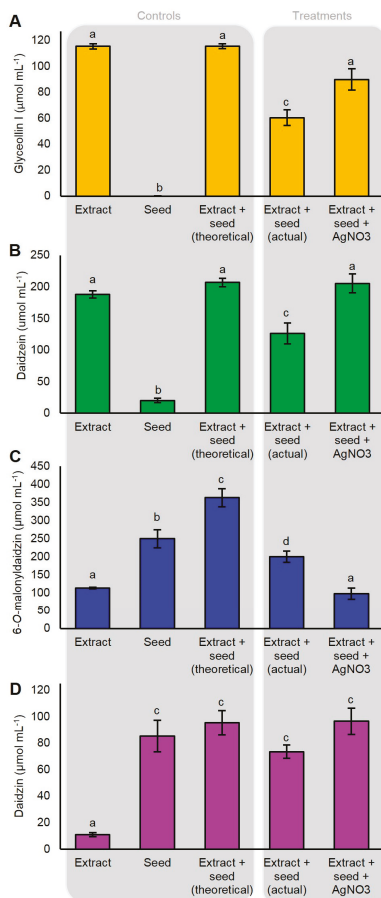 Controls Treatments
A
Glyceollin I (µmol mL⁻¹)
120
100
80
60
40
20
0
a
b
a
c
a
Extract Seed Extract + Extract + Extract +
seed seed seed +
(theoretical) (actual) AgNO3
B
Daidzein (µmol mL⁻¹)
250
200
150
100
50
0
a
b
a
c
a
Extract Seed Extract + Extract + Extract +
seed seed seed +
(theoretical) (actual) AgNO3
C
6-O-malonyldaidzin (µmol mL⁻¹)
450
400
350
300
250
200
150
100
50
0
a
b
c
d
a
Extract Seed Extract + Extract + Extract +
seed seed seed +
(theoretical) (actual) AgNO3
D
Daidzin (µmol mL⁻¹)
120
100
80
60
40
20
0
a
c
c
c
c
Extract Seed Extract + Extract + Extract +
seed seed seed +
(theoretical) (actual) AgNO3